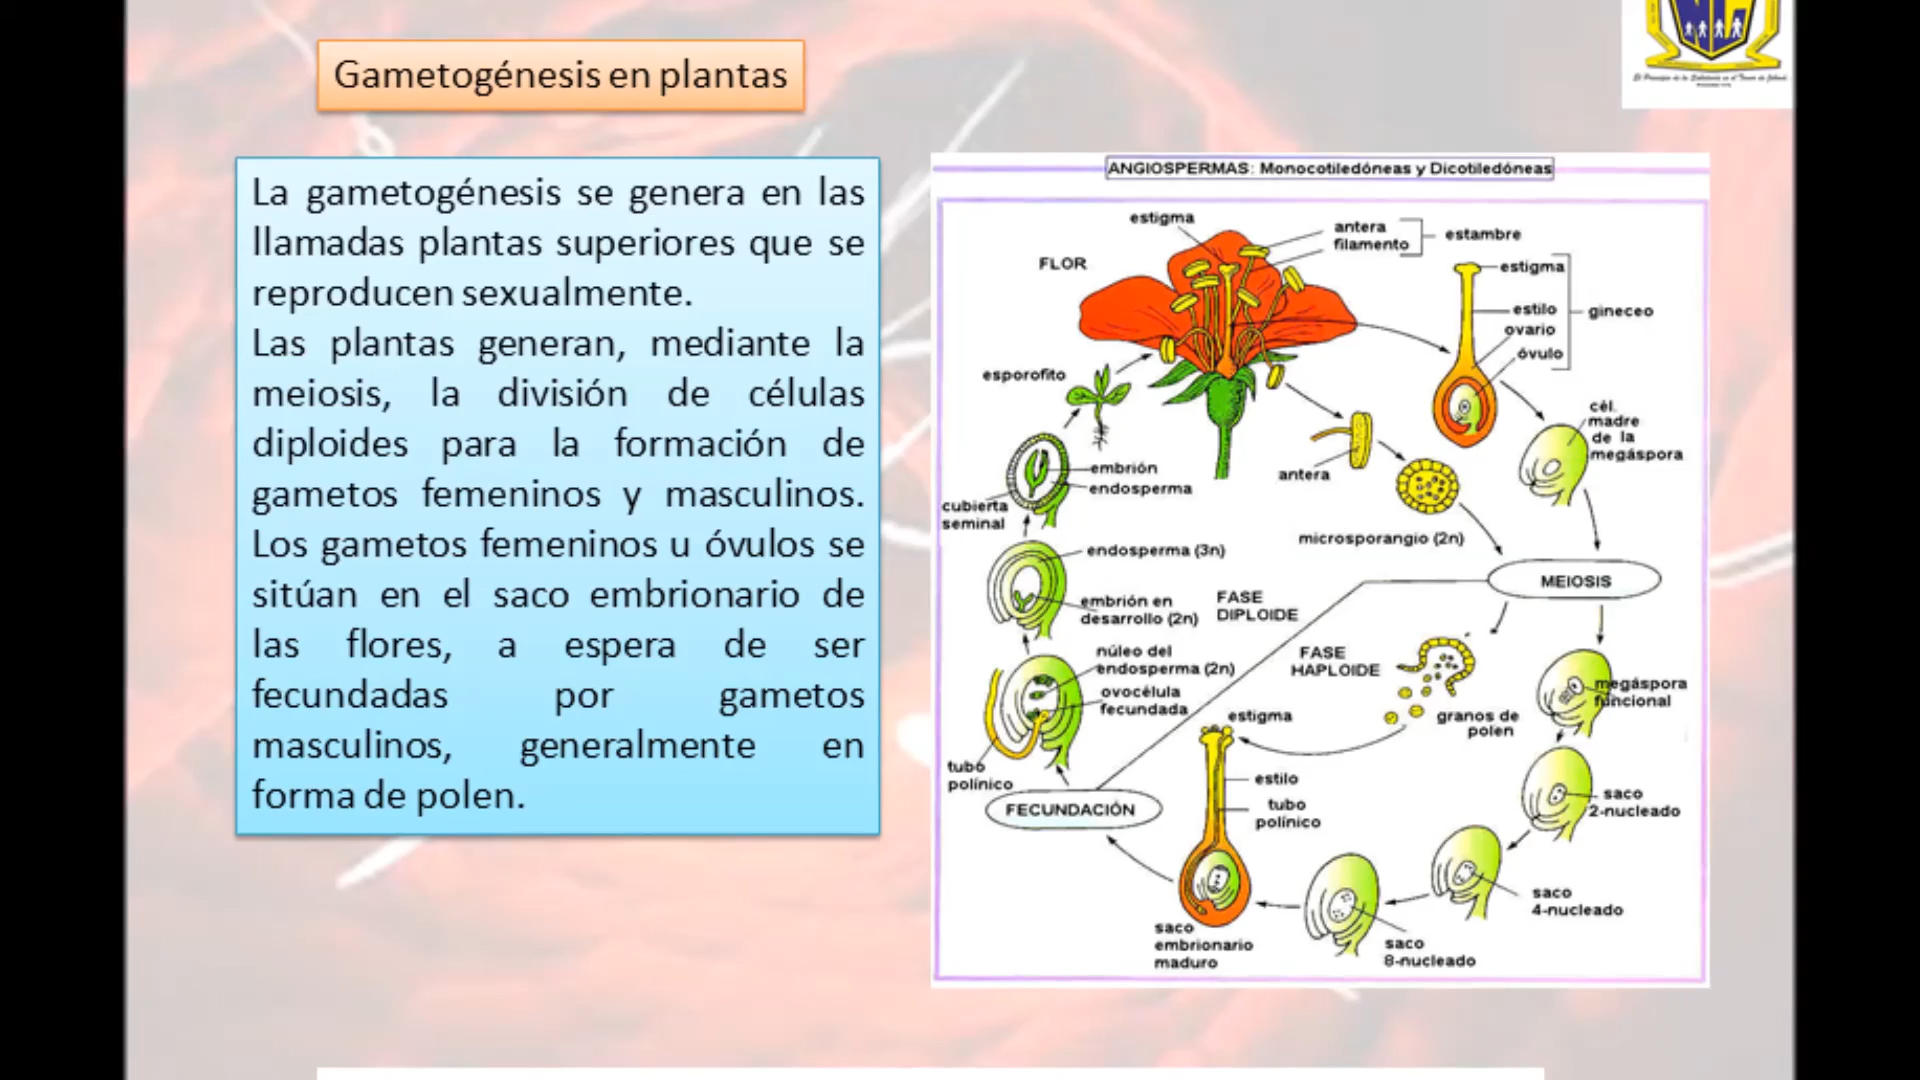 Gametogénesis en plantas
La gametogénesis se genera en las
llamadas plantas superiores que se
reproducen sexualmente.
Las plantas generan, mediante la
meiosis, la división de células
diploides para la formación de
gametos femeninos y masculinos.
Los gametos femeninos u óvulos se
sitúan en el saco embrionario de
las flores, a espera de ser
fecundadas por gametos
masculinos, generalmente en
forma de polen.
ANGIOSPERMAS: Monocotiledóneas y Dicotiledóneas
estigma
antera
filamento
estambre
FLOR
estigma
estilo
gineceo
ovario
óvulo
esporofito
cél.
madre
de la
megáspora
embrión
endosperma
antera
cubierta
seminal
microsporangio (2n)
endosperma (3n)
MEIOSIS
embrión en
desarrollo (2n)
FASE
DIPLOIDE
FASE
HAPLOIDE
núleo del
endosperma (2n)
ovocélula
fecundada
megáspora
funcional
estigma
granos de
polen
tubo
polínico
estilo
tubo
polínico
FECUNDACIÓN
saco
2-nucleado
saco
4-nucleado
saco
embrionario
maduro
saco
8-nucleado